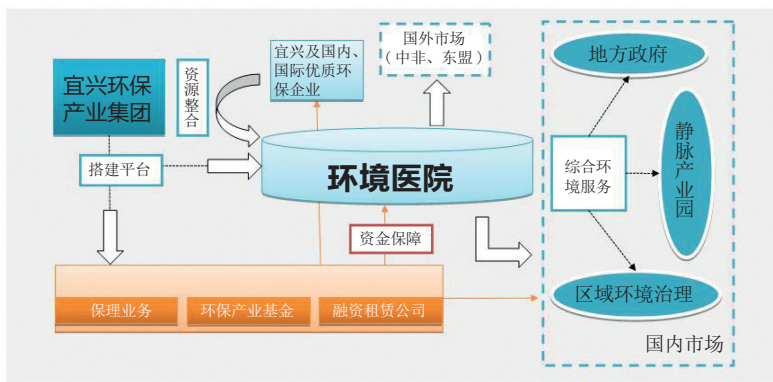 宜兴环保
产业集团
资源整合
宜兴及国内、
国际优质环
保企业
国外市场
（中非、东盟）
地方政府
搭建平台
环境医院
综合环
境服务
静脉产业园
资金保障
保理业务
环保产业基金
融资租赁公司
区域环境治理
国内市场